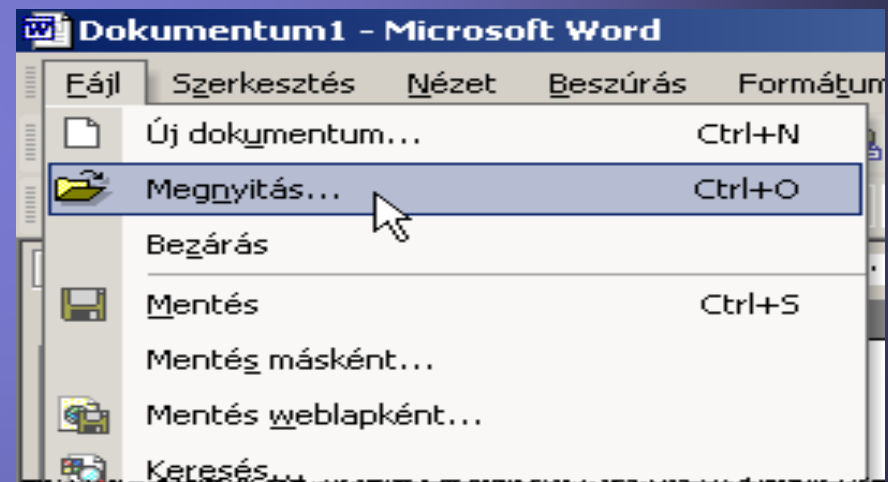 Dokumentum1 - Microsoft Word
Fájl Szerkesztés Nézet Beszúrás Formátum
Új dokumentum... Ctrl+N
Megnyitás... Ctrl+O
Bezárás
Mentés Ctrl+S
Mentés másként...
Mentés weblapként...
Keresés...